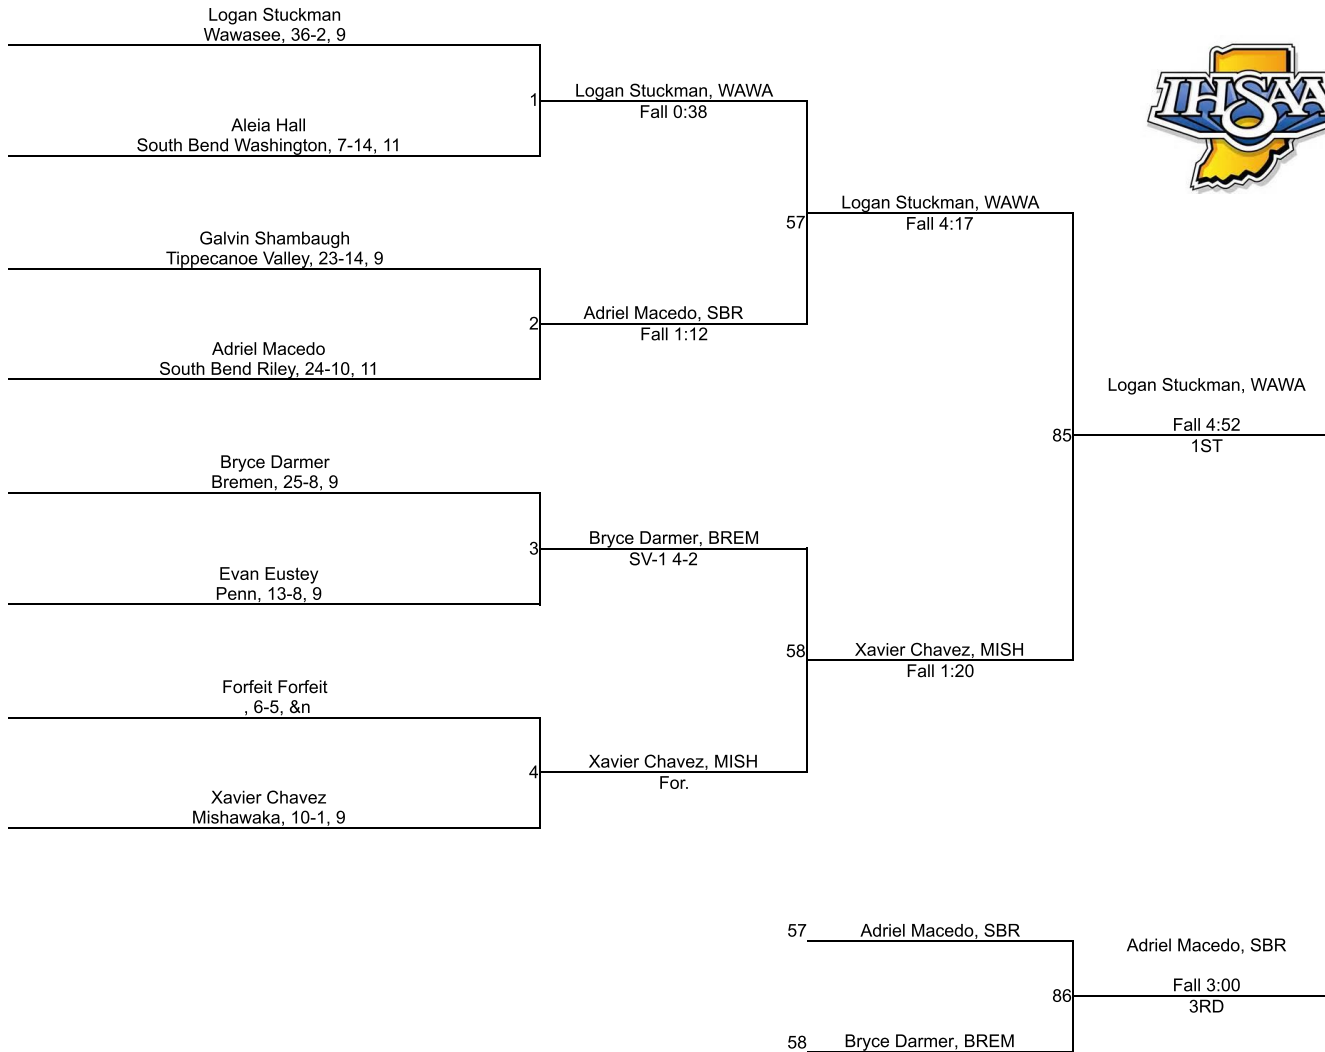 Logan Stuckman
Wawasee, 36-2, 9
1
Logan Stuckman, WAWA
Fall 0:38
Aleia Hall
South Bend Washington, 7-14, 11
IHSAA
57
Logan Stuckman, WAWA
Fall 4:17
Galvin Shambaugh
Tippecanoe Valley, 23-14, 9
2
Adriel Macedo, SBR
Fall 1:12
Adriel Macedo
South Bend Riley, 24-10, 11
85
Logan Stuckman, WAWA
Fall 4:52
1ST
Bryce Darmer
Bremen, 25-8, 9
3
Bryce Darmer, BREM
SV-1 4-2
Evan Eustey
Penn, 13-8, 9
58
Xavier Chavez, MISH
Fall 1:20
Forfeit Forfeit
, 6-5, &n
4
Xavier Chavez, MISH
For.
Xavier Chavez
Mishawaka, 10-1, 9
57
Adriel Macedo, SBR
86
Adriel Macedo, SBR
Fall 3:00
3RD
58
Bryce Darmer, BREM